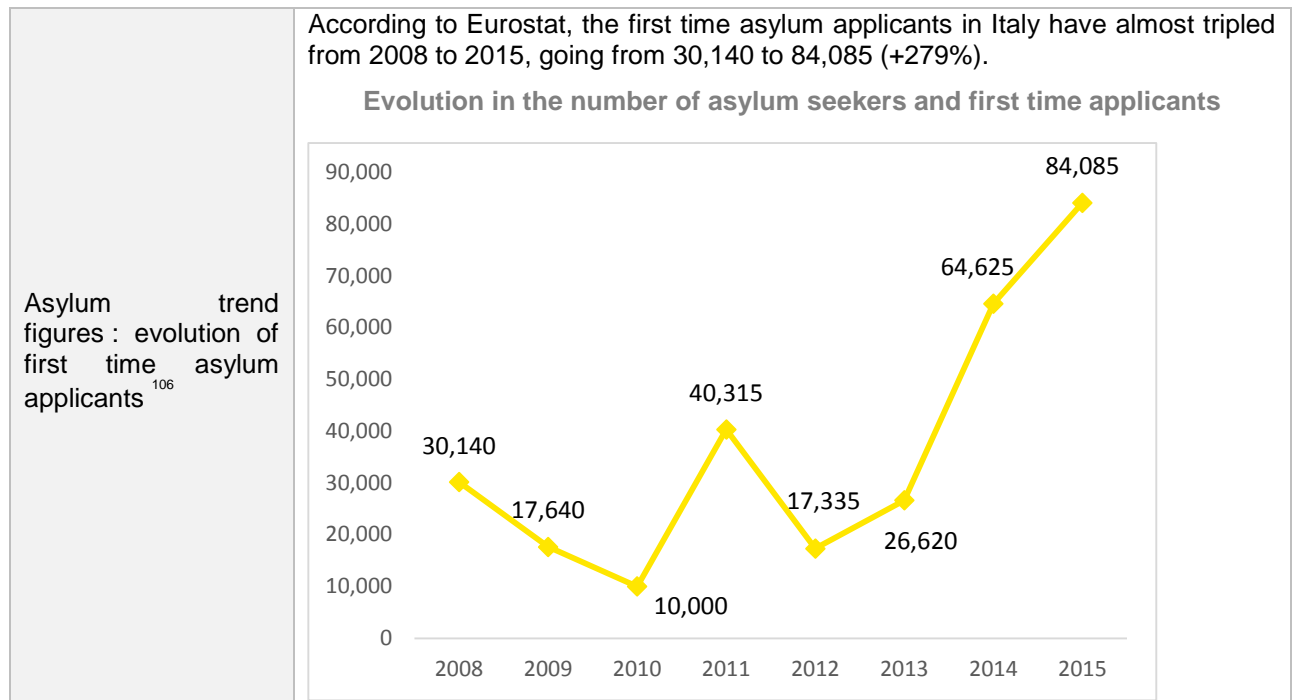 Asylum trend
figures : evolution of
first time asylum
applicants 106
According to Eurostat, the first time asylum applicants in Italy have almost tripled
from 2008 to 2015, going from 30,140 to 84,085 (+279%).
Evolution in the number of asylum seekers and first time applicants
90,000
80,000
70,000
60,000
50,000
40,000
30,000
20,000
10,000
0
30,140
17,640
10,000
40,315
17,335
26,620
64,625
84,085
2008 2009 2010 2011 2012 2013 2014 2015